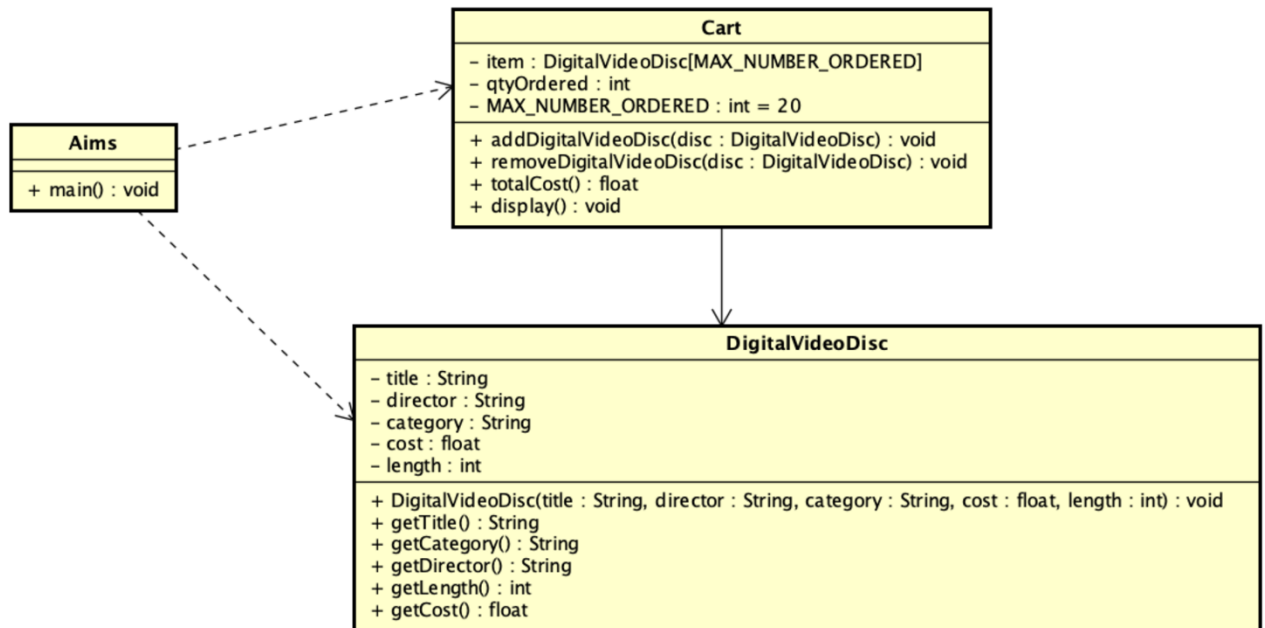 Cart
– item : DigitalVideoDisc[MAX_NUMBER_ORDERED]
– qtyOrdered : int
– MAX_NUMBER_ORDERED : int = 20
+ addDigitalVideoDisc(disc : DigitalVideoDisc) : void
+ removeDigitalVideoDisc(disc : DigitalVideoDisc) : void
+ totalCost() : float
+ display() : void
Aims
+ main() : void
DigitalVideoDisc
– title : String
– director : String
– category : String
– cost : float
– length : int
+ DigitalVideoDisc(title : String, director : String, category : String, cost : float, length : int) : void
+ getTitle() : String
+ getCategory() : String
+ getDirector() : String
+ getLength() : int
+ getCost() : float